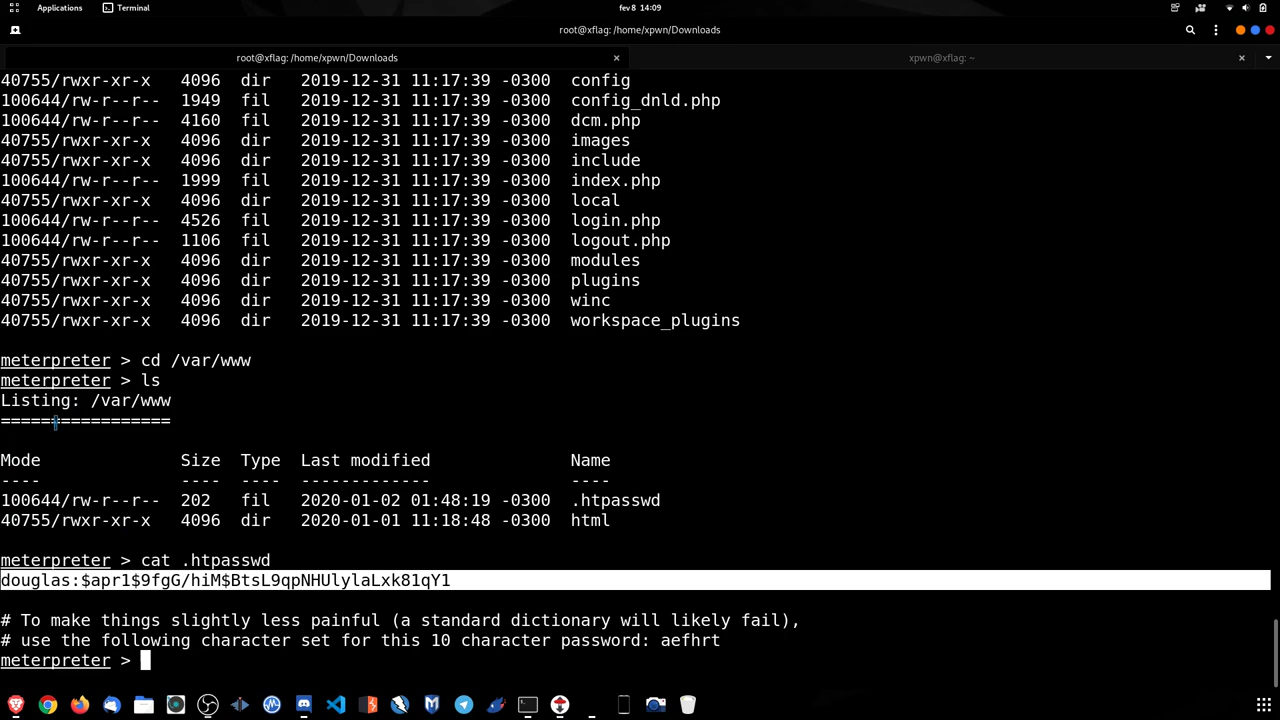 Applications Terminal fev 8 14:09
root@xflag: /home/xpwn/Downloads
root@xflag: /home/xpwn/Downloads xpwn@xflag: ~
40755/rwxr-xr-x 4096 dir 2019-12-31 11:17:39 -0300 config
100644/rw-r--r-- 1949 fil 2019-12-31 11:17:39 -0300 config_dnld.php
100644/rw-r--r-- 4160 fil 2019-12-31 11:17:39 -0300 dcm.php
40755/rwxr-xr-x 4096 dir 2019-12-31 11:17:39 -0300 images
40755/rwxr-xr-x 4096 dir 2019-12-31 11:17:39 -0300 include
100644/rw-r--r-- 1999 fil 2019-12-31 11:17:39 -0300 index.php
40755/rwxr-xr-x 4096 dir 2019-12-31 11:17:39 -0300 local
100644/rw-r--r-- 4526 fil 2019-12-31 11:17:39 -0300 login.php
100644/rw-r--r-- 1106 fil 2019-12-31 11:17:39 -0300 logout.php
40755/rwxr-xr-x 4096 dir 2019-12-31 11:17:39 -0300 modules
40755/rwxr-xr-x 4096 dir 2019-12-31 11:17:39 -0300 plugins
40755/rwxr-xr-x 4096 dir 2019-12-31 11:17:39 -0300 winc
40755/rwxr-xr-x 4096 dir 2019-12-31 11:17:39 -0300 workspace_plugins
meterpreter > cd /var/www
meterpreter > ls
Listing: /var/www
=================
Mode Size Type Last modified Name
---- ---- ---- ------------- ----
100644/rw-r--r-- 202 fil 2020-01-02 01:48:19 -0300 .htpasswd
40755/rwxr-xr-x 4096 dir 2020-01-01 11:18:48 -0300 html
meterpreter > cat .htpasswd
douglas:$apr1$9fgG/hiM$BtsL9qpNHUlylaLxk81qY1
# To make things slightly less painful (a standard dictionary will likely fail),
# use the following character set for this 10 character password: aefhrt
meterpreter >